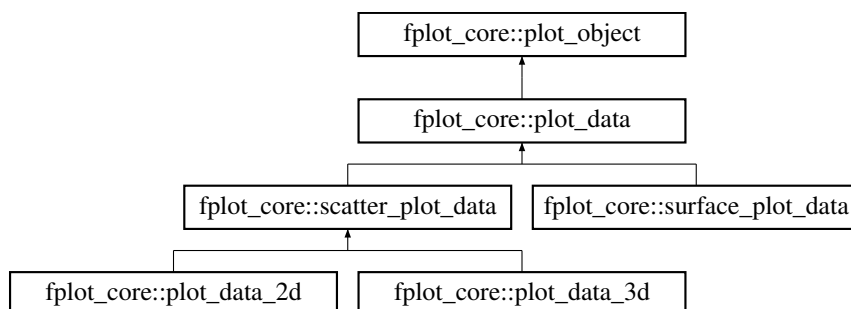 fplot_core::plot_object
fplot_core::plot_data
fplot_core::scatter_plot_data
fplot_core::surface_plot_data
fplot_core::plot_data_2d
fplot_core::plot_data_3d